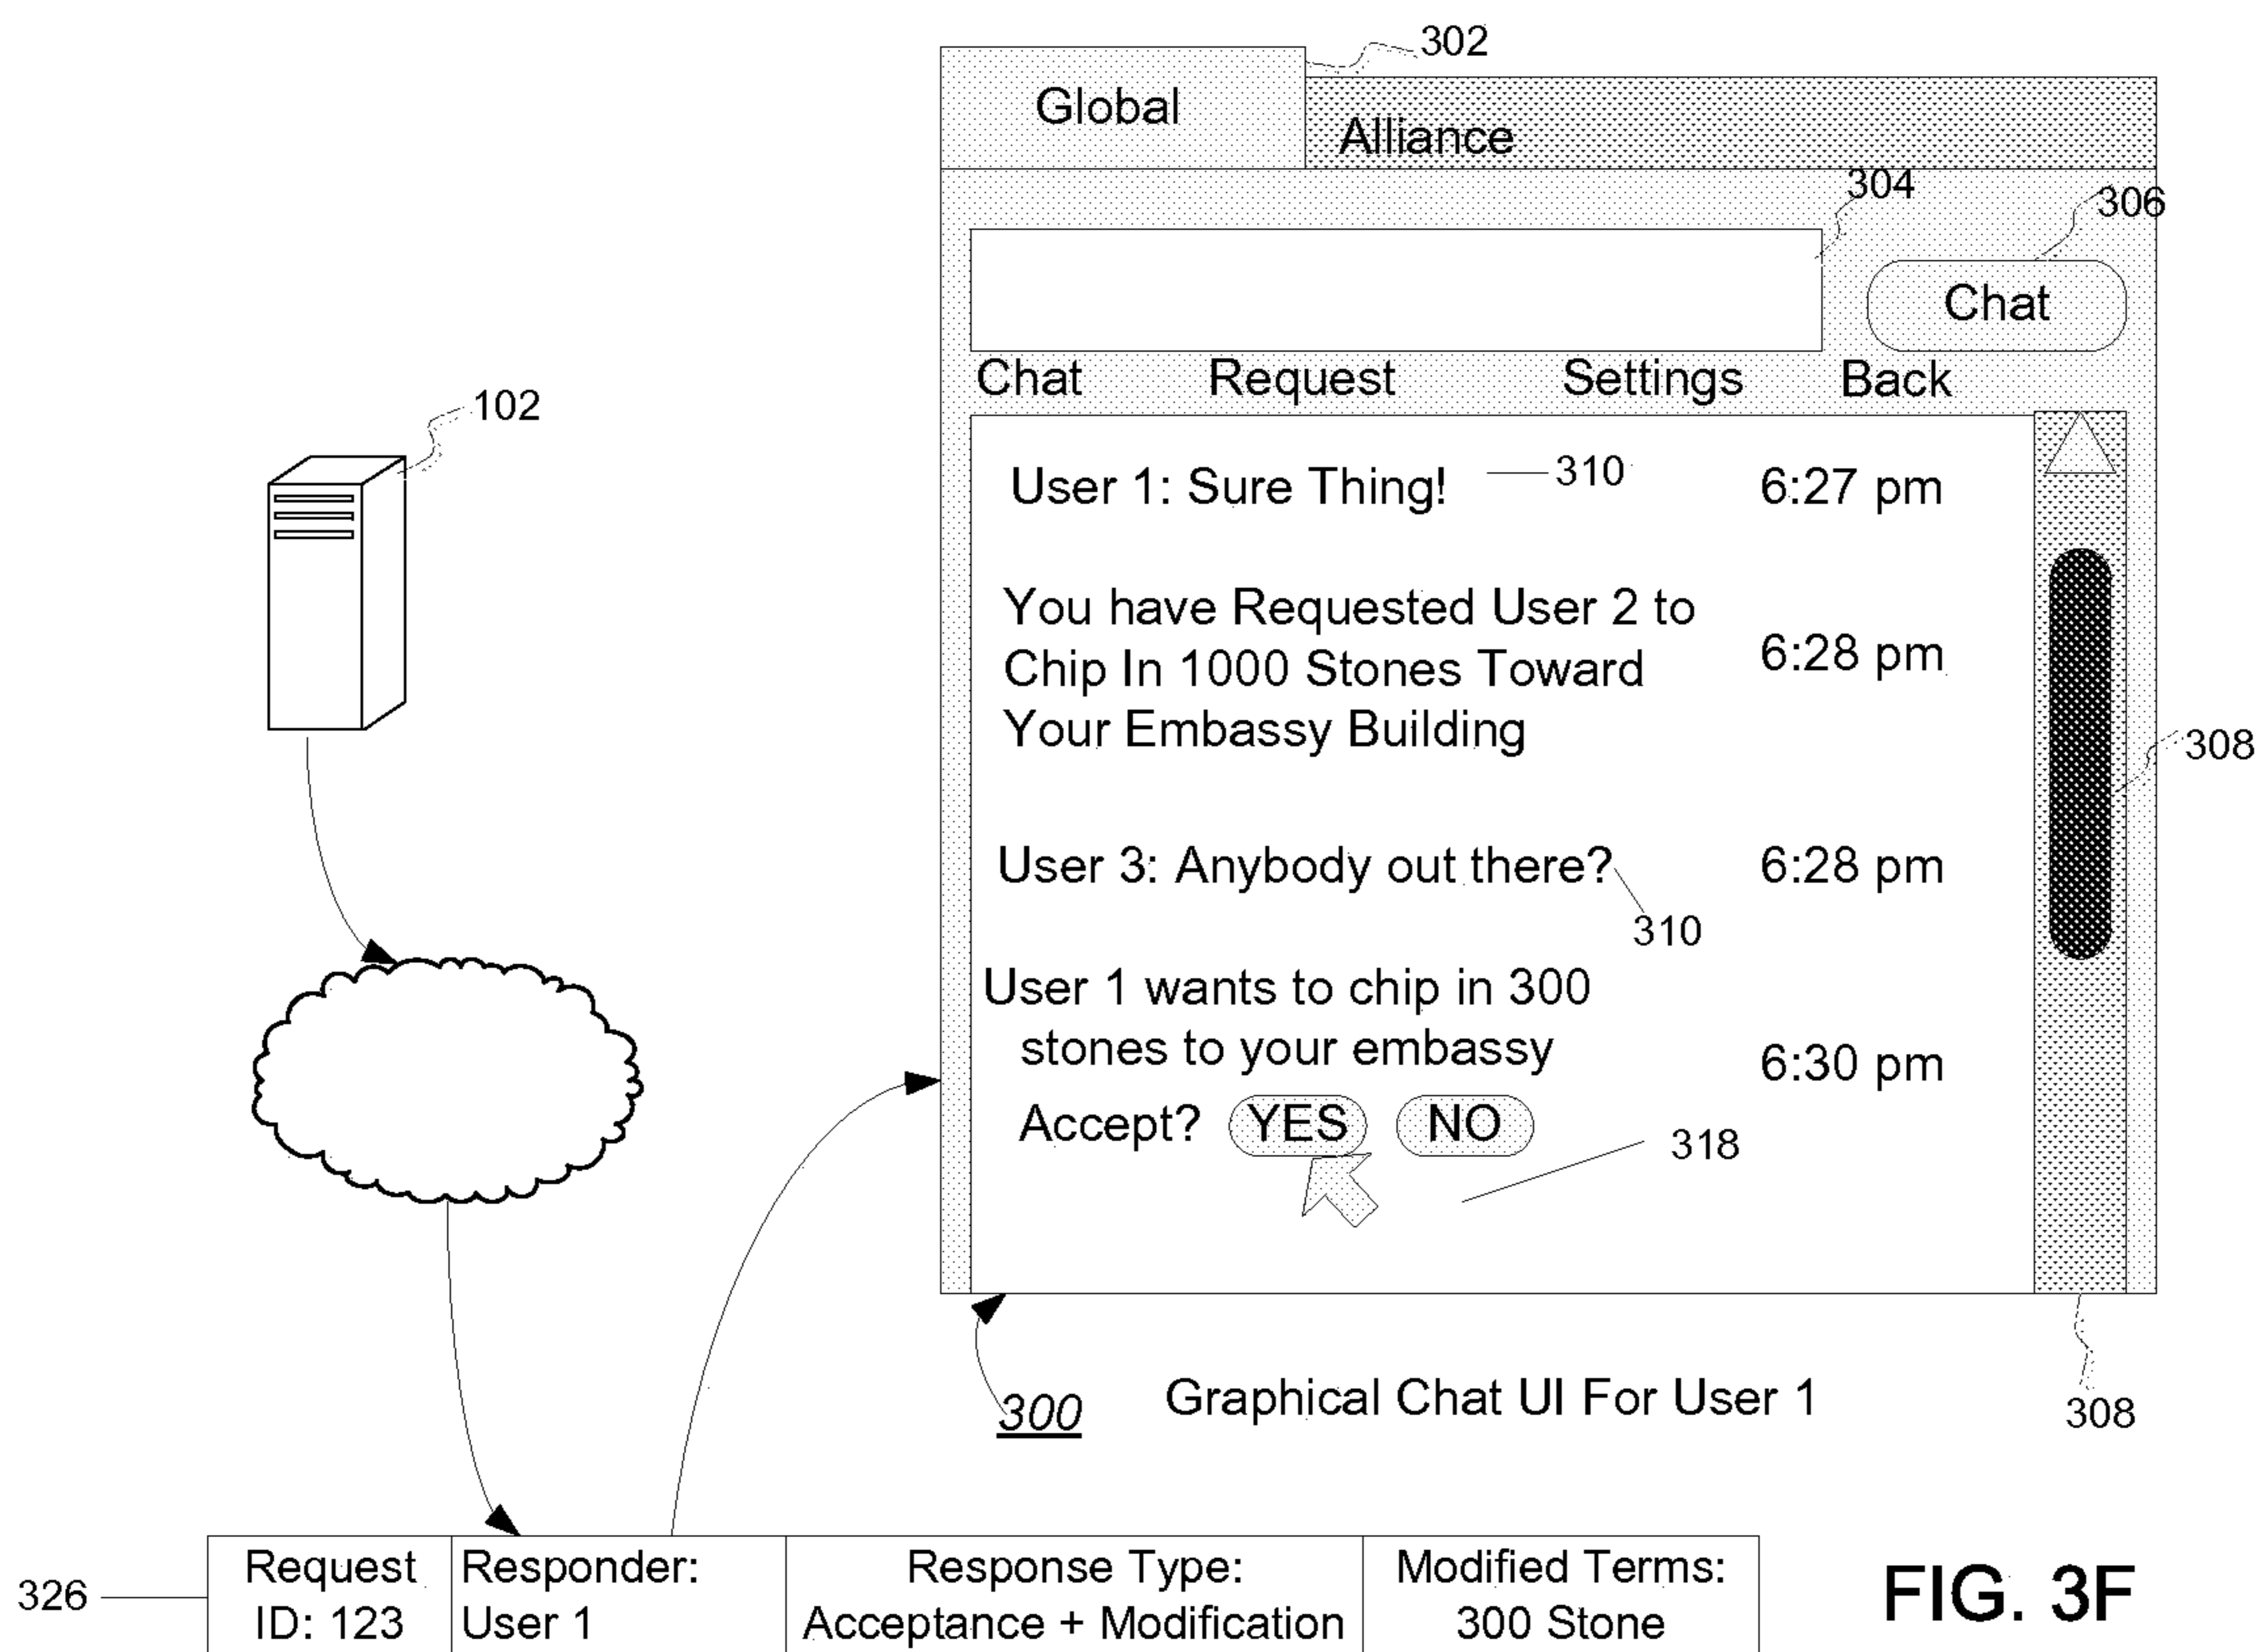 302
Global
Alliance
304
306
Chat
Chat Request Settings Back
102
User 1: Sure Thing! 310 6:27 pm
You have Requested User 2 to
Chip In 1000 Stones Toward
Your Embassy Building
6:28 pm
308
User 3: Anybody out there? 6:28 pm
310
User 1 wants to chip in 300
stones to your embassy
6:30 pm
Accept? YES NO
318
300
Graphical Chat UI For User 1
308
326
Request
ID: 123
Responder:
User 1
Response Type:
Acceptance + Modification
Modified Terms:
300 Stone
FIG. 3F